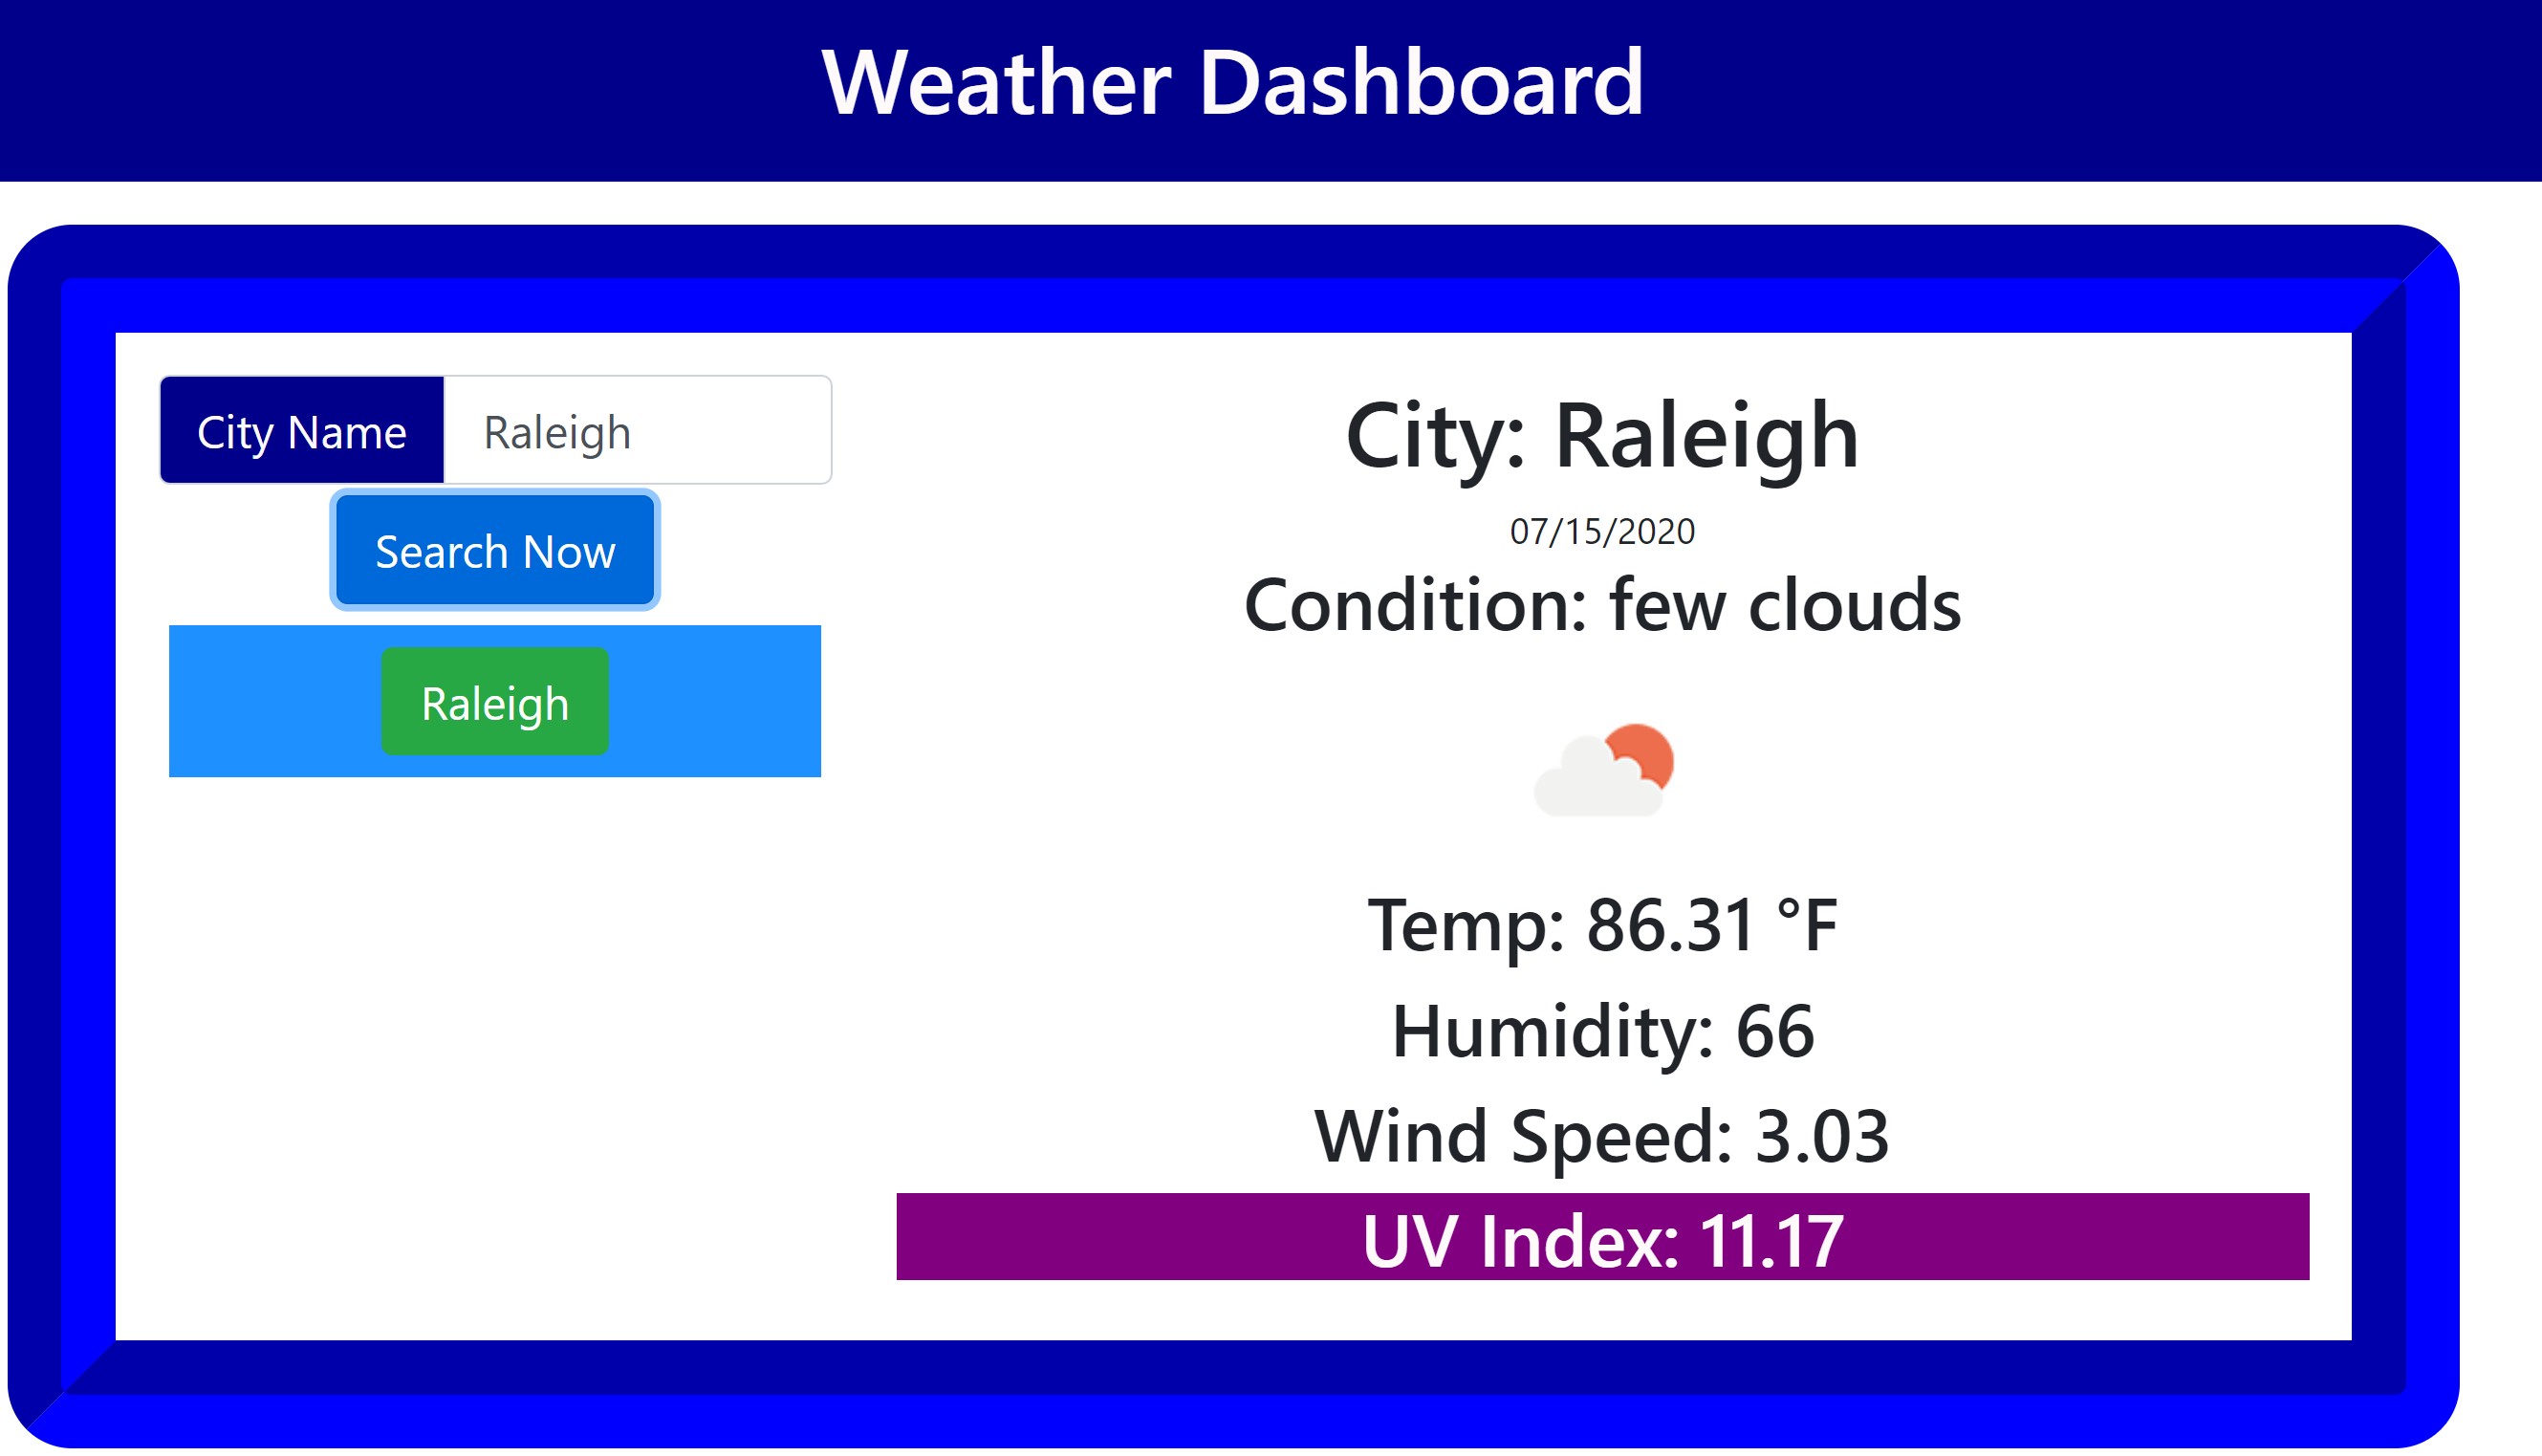 Weather Dashboard
City Name Raleigh
Search Now
Raleigh
City: Raleigh
07/15/2020
Condition: few clouds
Temp: 86.31 °F
Humidity: 66
Wind Speed: 3.03
UV Index: 11.17